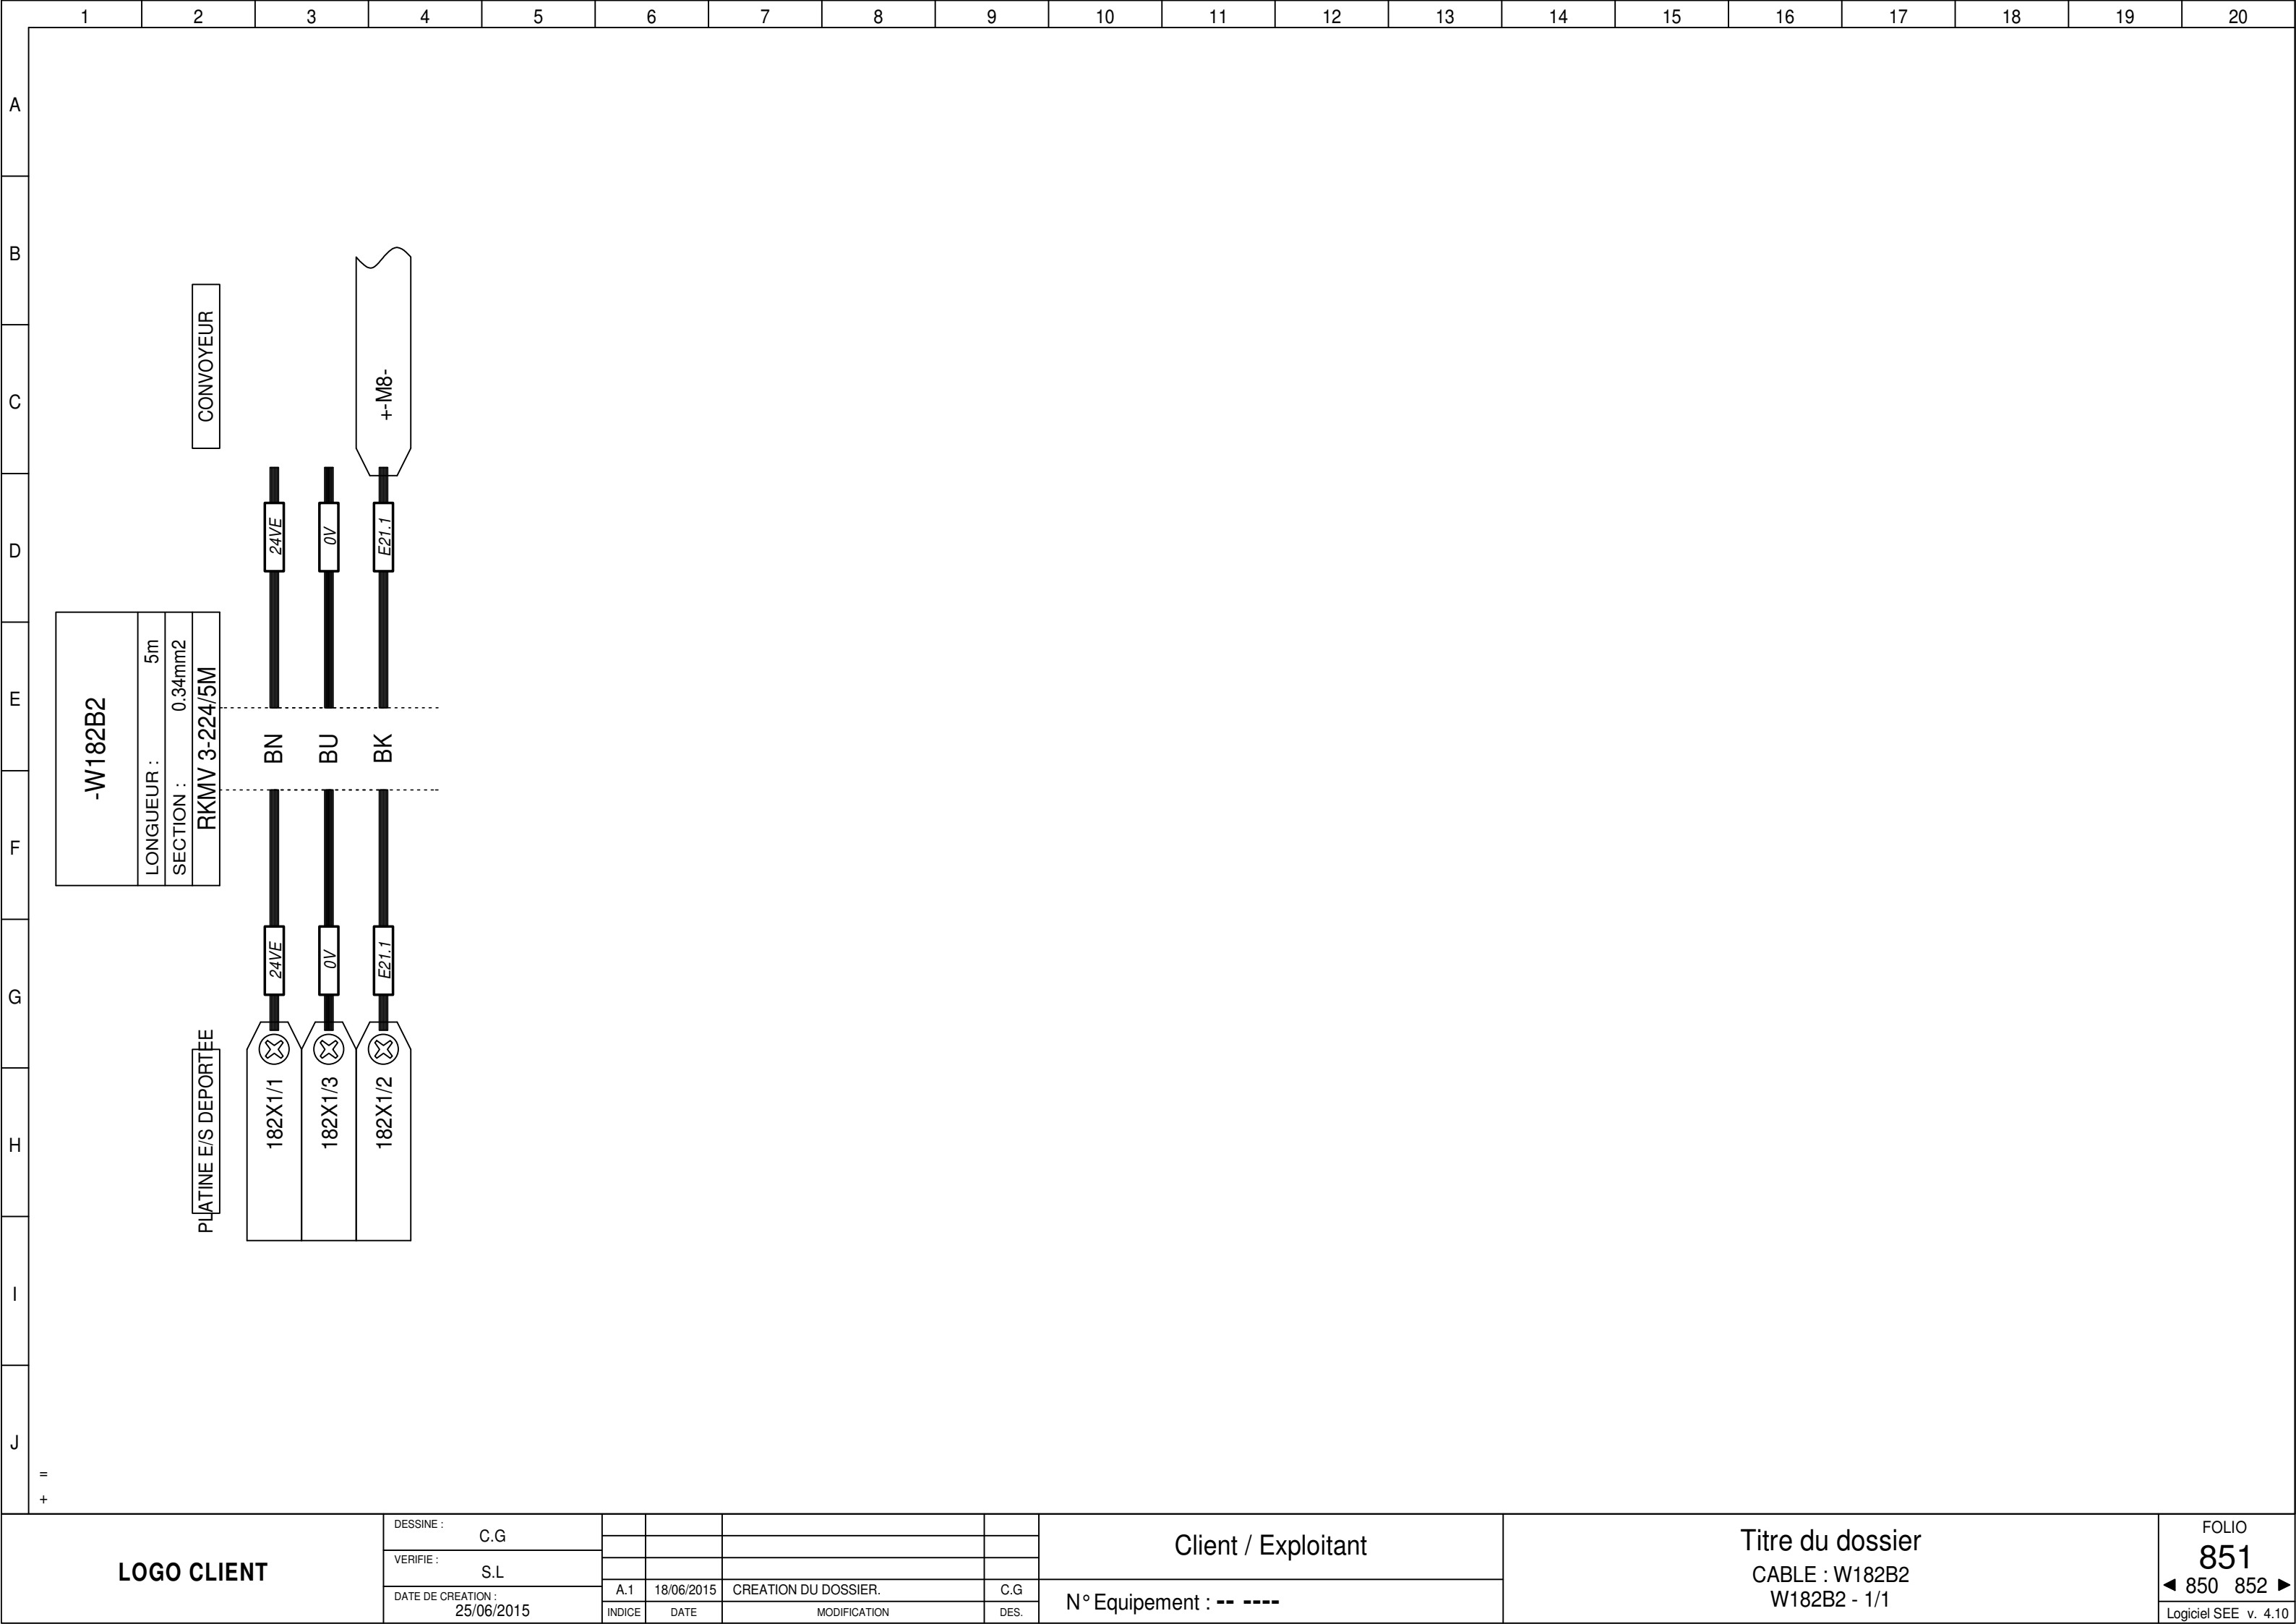 1 2 3 4 5 6 7 8 9 10 11 12 13 14 15 16 17 18 19 20
A
B
C
D
E
F
G
H
I
J
CONVOYEUR
+-M8-
24VE
0V
E21.1
-W182B2
LONGUEUR : 5m
SECTION : 0.34mm2
RKMV 3-224/5M
BN
BU
BK
24VE
0V
E21.1
PLATINE E/S DEPORTEE
182X1/1
182X1/3
182X1/2
=
+
LOGO CLIENT
DESSINE :
C.G
VERIFIE :
S.L
DATE DE CREATION :
25/06/2015
A.1 18/06/2015 CREATION DU DOSSIER. C.G
INDICE DATE MODIFICATION DES.
Client / Exploitant
N° Equipement : -- ----
Titre du dossier
CABLE : W182B2
W182B2 - 1/1
FOLIO
851
◄ 850 852 ►
Logiciel SEE v. 4.10